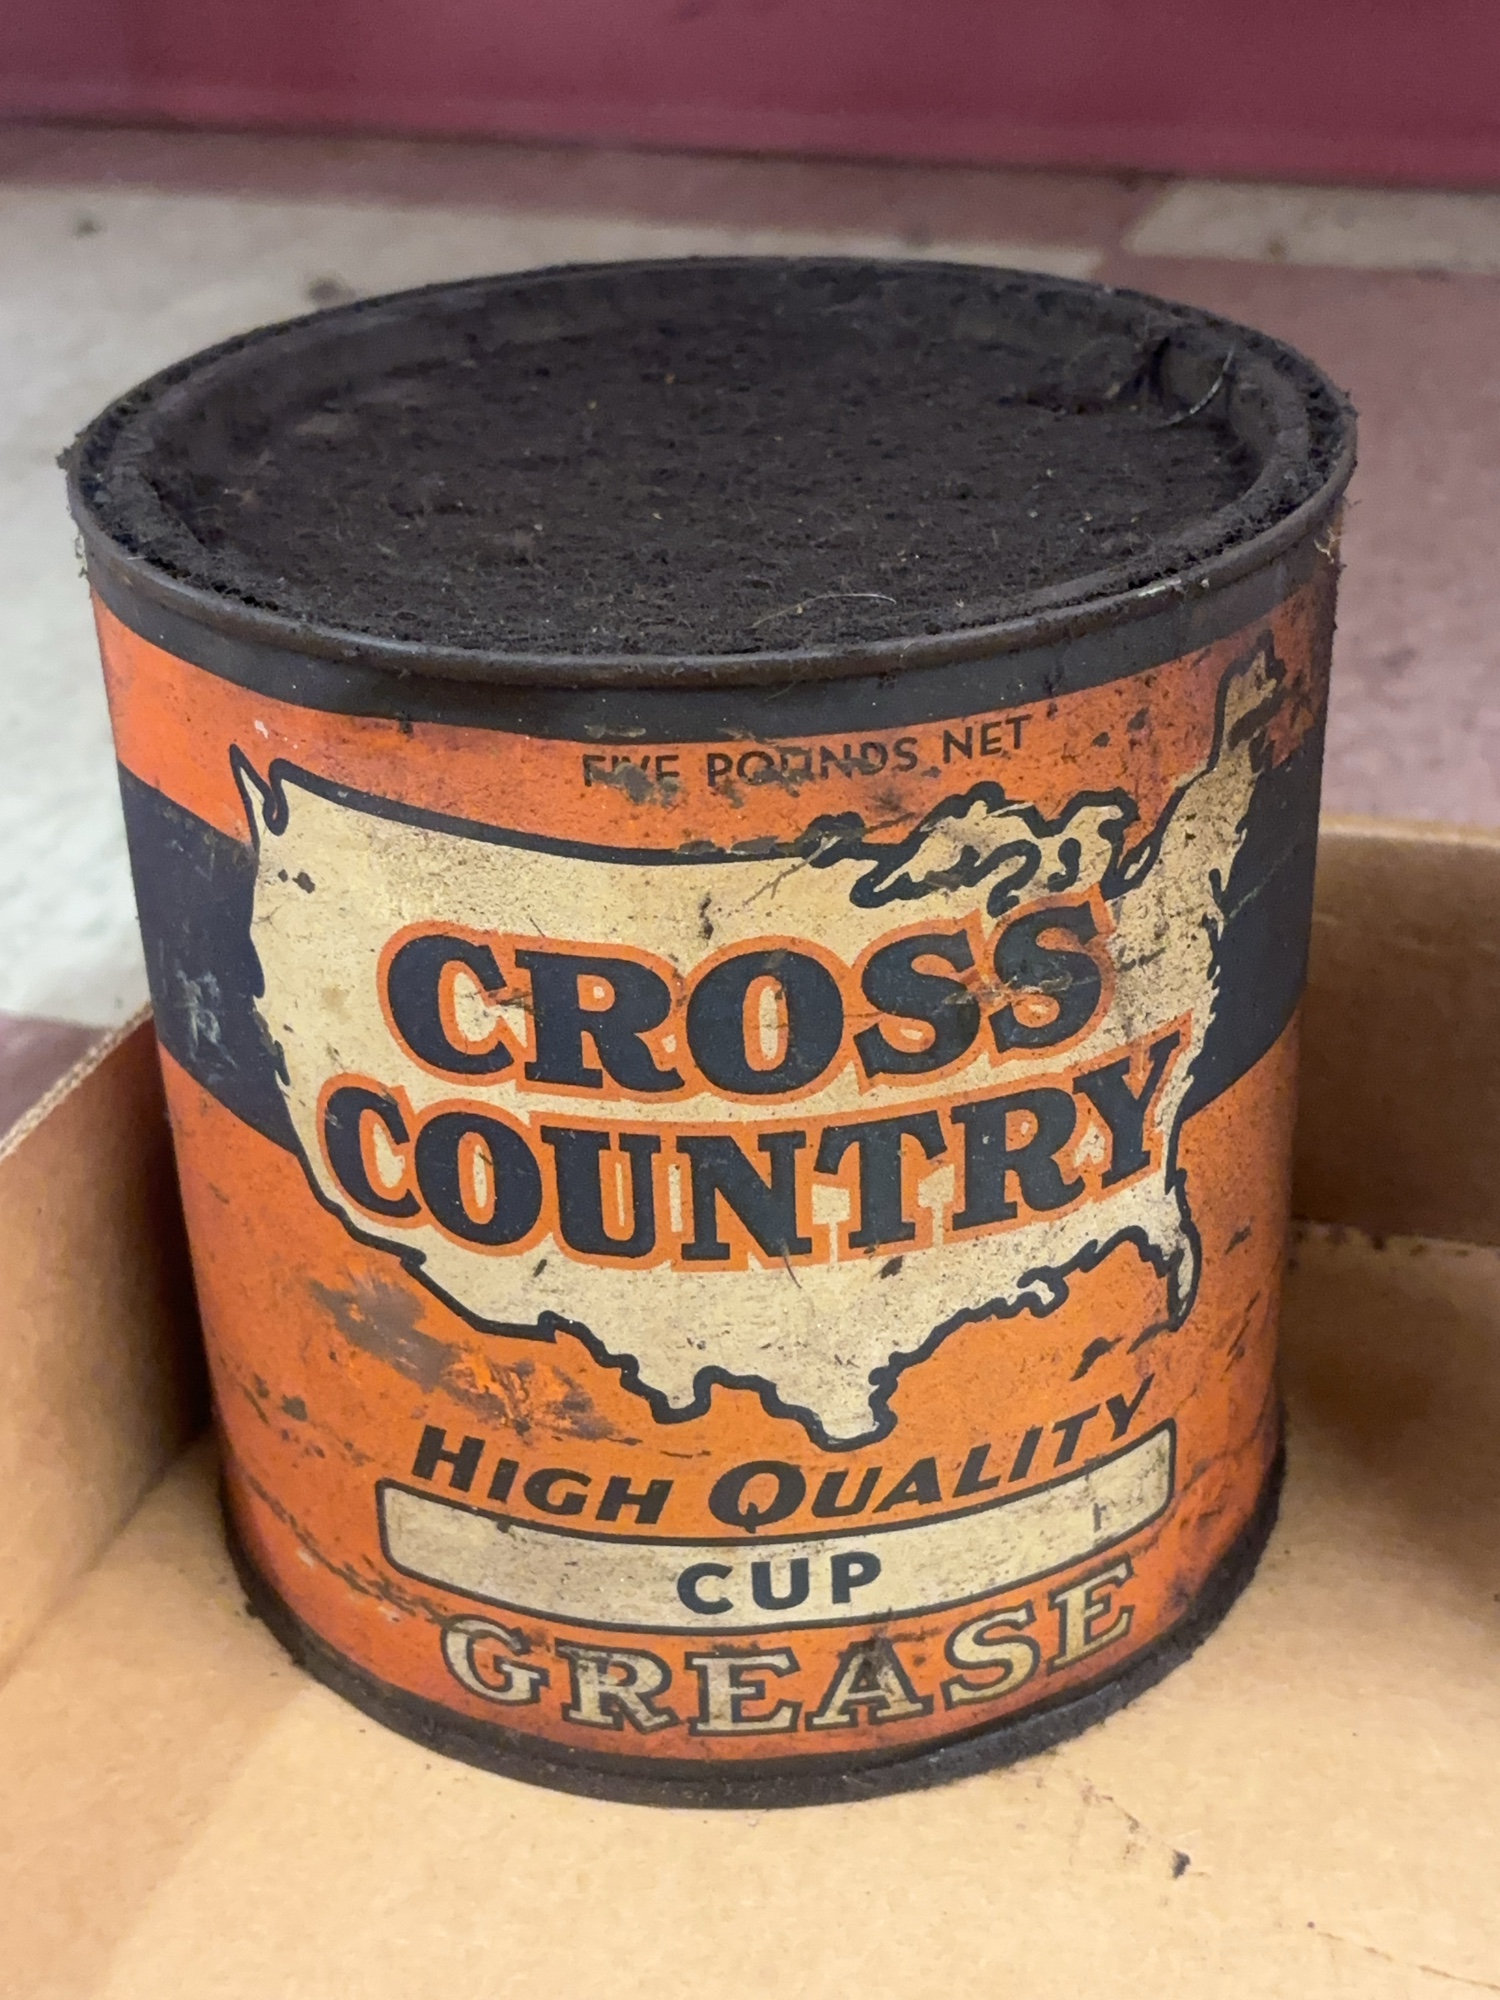 FIVE POUNDS NET
CROSS
COUNTRY
HIGH QUALITY
CUP
GREASE